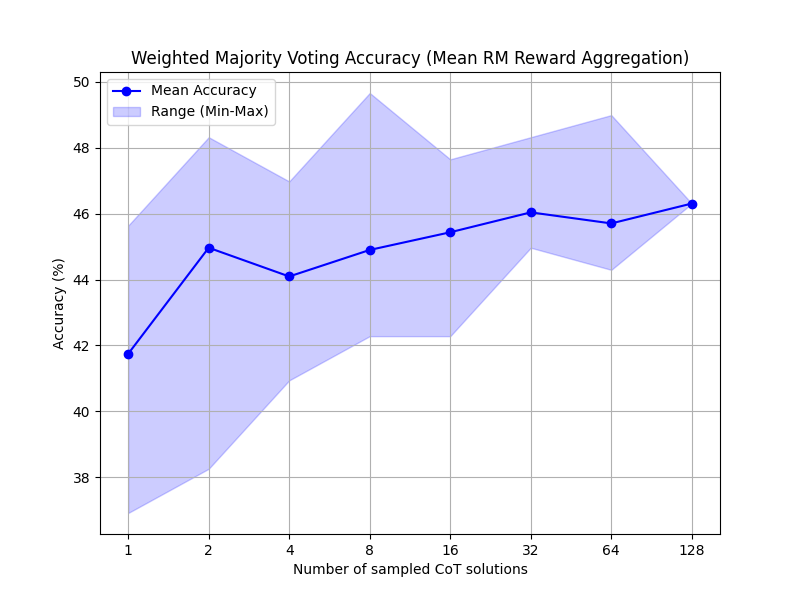 Weighted Majority Voting Accuracy (Mean RM Reward Aggregation)
Mean Accuracy
Range (Min-Max)
Accuracy (%)
50
48
46
44
42
40
38
1 2 4 8 16 32 64 128
Number of sampled CoT solutions